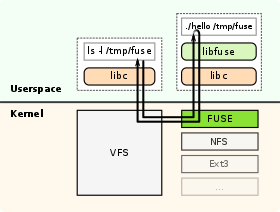 ./hello /tmp/fuse
ls -l /tmp/fuse
libfuse
libc
libc
Userspace
Kernel
FUSE
VFS
NFS
Ext3
...